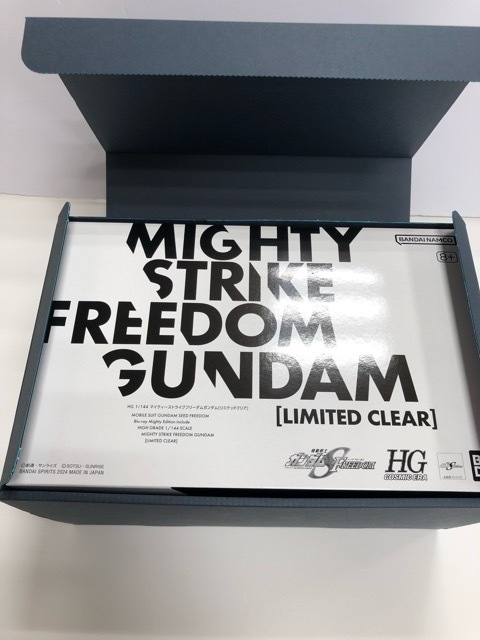 MIGHTY
STRIKE
FREEDOM
GUNDAM
[LIMITED CLEAR]
BANDAI NAMCO
8+
HG 1/144 マイティーストライクフリーダムガンダム[リミテッドクリア]
MOBILE SUIT GUNDAM SEED FREEDOM
Blu-ray Mighty Edition Include
HIGH GRADE 1/144 SCALE
MIGHTY STRIKE FREEDOM GUNDAM
[LIMITED CLEAR]
©創通・サンライズ ©SOTSU・SUNRISE
BANDAI SPIRITS 2024 MADE IN JAPAN
機動戦士
ガンダム
SEED FREEDOM
HG
COSMIC ERA